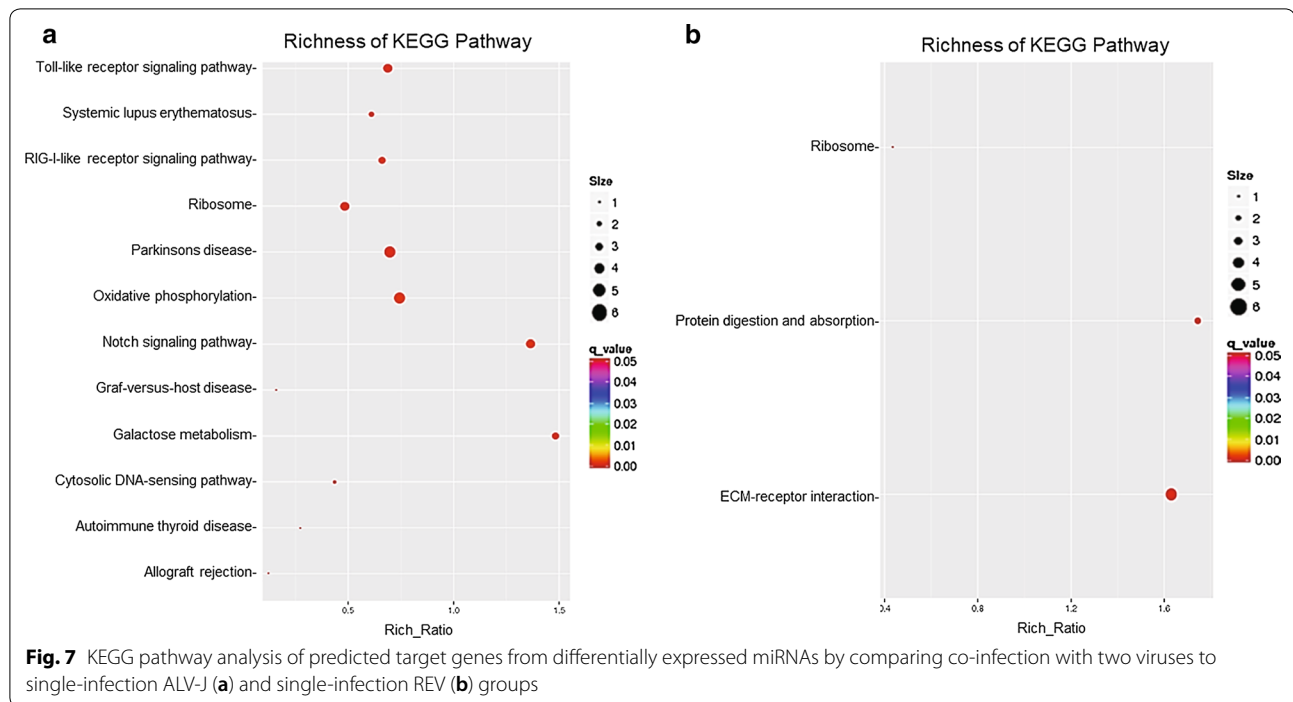 a
Richness of KEGG Pathway
Toll-like receptor signaling pathway-
Systemic lupus erythematosus-
RIG-I-like receptor signaling pathway-
Ribosome-
Parkinsons disease-
Oxidative phosphorylation-
Notch signaling pathway-
Graf-versus-host disease-
Galactose metabolism-
Cytosolic DNA-sensing pathway-
Autoimmune thyroid disease-
Allograft rejection-
0.5 1.0 1.5
Rich_Ratio
Size
1
2
3
4
5
6
q_value
0.05
0.04
0.03
0.02
0.01
0.00
b
Richness of KEGG Pathway
Ribosome-
Protein digestion and absorption-
ECM-receptor interaction-
0.4 0.8 1.2 1.6
Rich_Ratio
Size
1
2
3
4
5
6
q_value
0.05
0.04
0.03
0.02
0.01
0.00
Fig. 7 KEGG pathway analysis of predicted target genes from differentially expressed miRNAs by comparing co-infection with two viruses to
single-infection ALV-J (a) and single-infection REV (b) groups